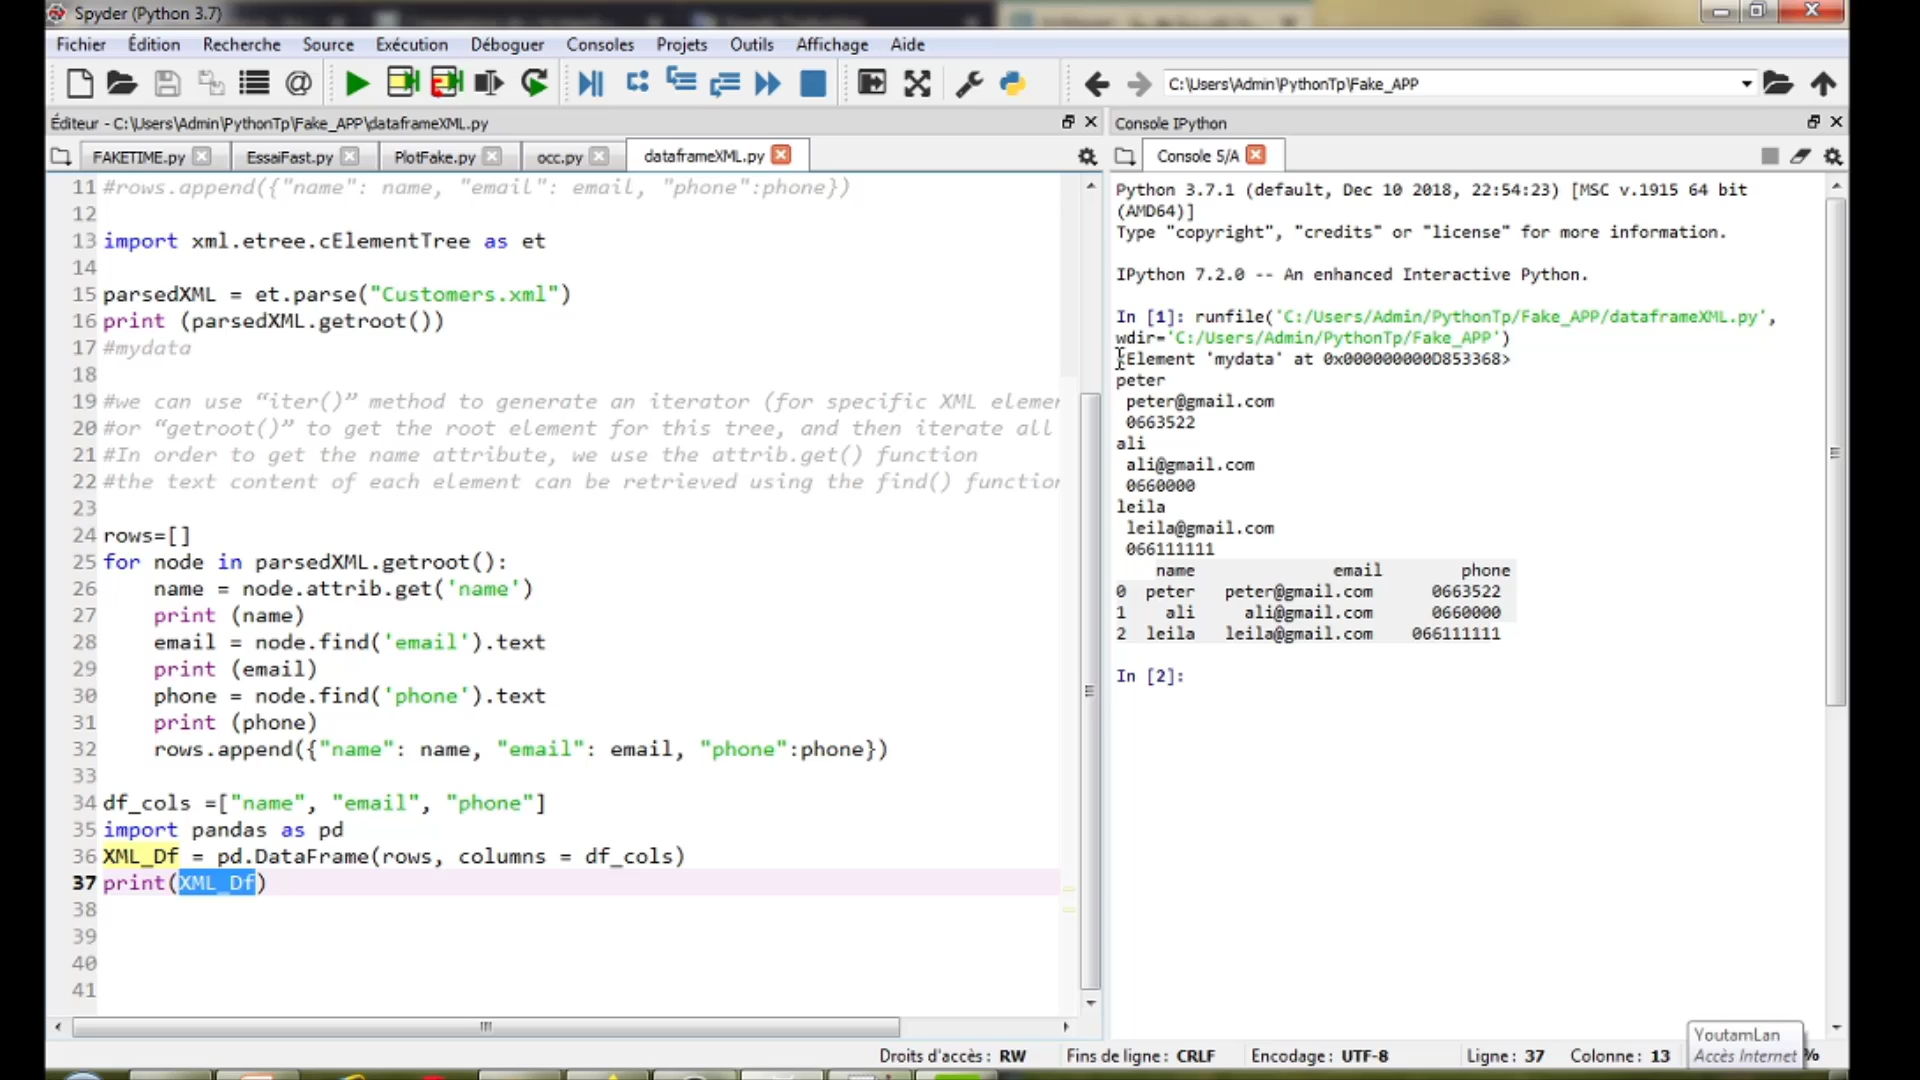 Spyder (Python 3.7)
Fichier Édition Recherche Source Exécution Déboguer Consoles Projets Outils Affichage Aide
C:\Users\Admin\PythonTp\Fake_APP
Éditeur - C:\Users\Admin\PythonTp\Fake_APP\dataframeXML.py
FAKETIME.py EssaiFast.py PlotFake.py occ.py dataframeXML.py
11 #rows.append({"name": name, "email": email, "phone":phone})
12
13 import xml.etree.cElementTree as et
14
15 parsedXML = et.parse("Customers.xml")
16 print (parsedXML.getroot())
17 #mydata
18
19 #we can use “iter()” method to generate an iterator (for specific XML elemen
20 #or “getroot()” to get the root element for this tree, and then iterate all
21 #In order to get the name attribute, we use the attrib.get() function
22 #the text content of each element can be retrieved using the find() function
23
24 rows=[]
25 for node in parsedXML.getroot():
26 name = node.attrib.get('name')
27 print (name)
28 email = node.find('email').text
29 print (email)
30 phone = node.find('phone').text
31 print (phone)
32 rows.append({"name": name, "email": email, "phone":phone})
33
34 df_cols =["name", "email", "phone"]
35 import pandas as pd
36 XML_Df = pd.DataFrame(rows, columns = df_cols)
37 print(XML_Df)
38
39
40
41
Console IPython
Console 5/A
Python 3.7.1 (default, Dec 10 2018, 22:54:23) [MSC v.1915 64 bit
(AMD64)]
Type "copyright", "credits" or "license" for more information.
IPython 7.2.0 -- An enhanced Interactive Python.
In [1]: runfile('C:/Users/Admin/PythonTp/Fake_APP/dataframeXML.py',
wdir='C:/Users/Admin/PythonTp/Fake_APP')
<Element 'mydata' at 0x000000000D853368>
peter
peter@gmail.com
0663522
ali
ali@gmail.com
0660000
leila
leila@gmail.com
066111111
name email phone
0 peter peter@gmail.com 0663522
1 ali ali@gmail.com 0660000
2 leila leila@gmail.com 066111111
In [2]:
YoutamLan
Accès Internet
Droits d'accès : RW Fins de ligne : CRLF Encodage : UTF-8 Ligne : 37 Colonne : 13 %